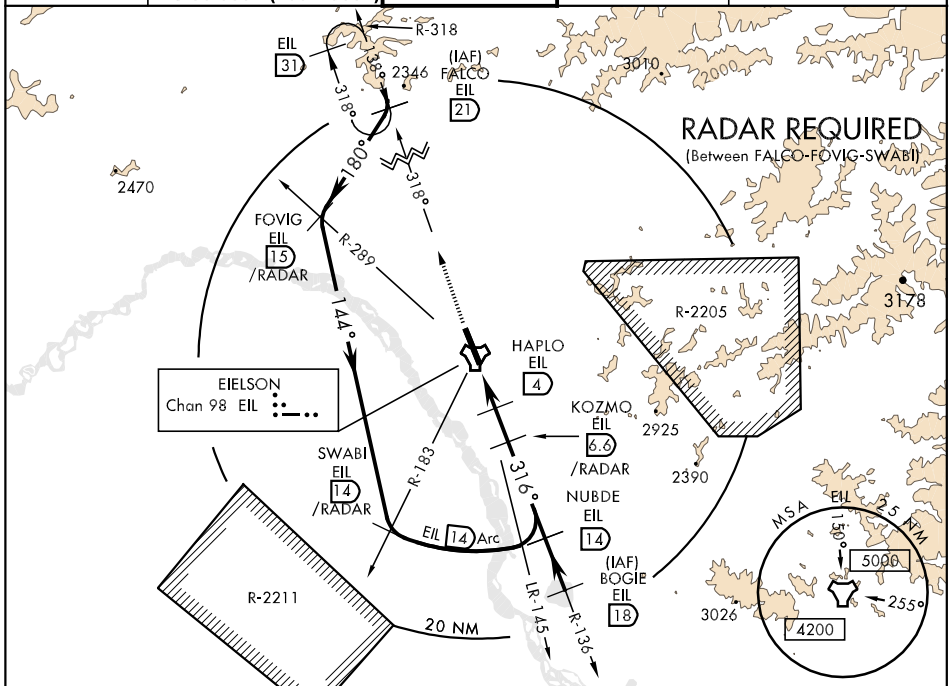 R-318
EIL
31
138°
(IAF)
FALCO
EIL
21
2346
3010
2000
318°
318°
RADAR REQUIRED
(Between FALCO-FOVIG-SWABI)
180°
2470
FOVIG
EIL
15
/RADAR
R-289
144°
R-2205
3178
HAPLO
EIL
4
EIELSON
Chan 98 EIL
KOZMO
EIL
6.6
/RADAR
2925
2390
SWABI
EIL
14
/RADAR
R-183
316°
NUBDE
EIL
14
EIL 14 Arc
(IAF)
BOGIE
EIL
18
R-2211
20 NM
LR-145
R-136
3026
MSA EIL 25 NM
150°
5000
255°
4200